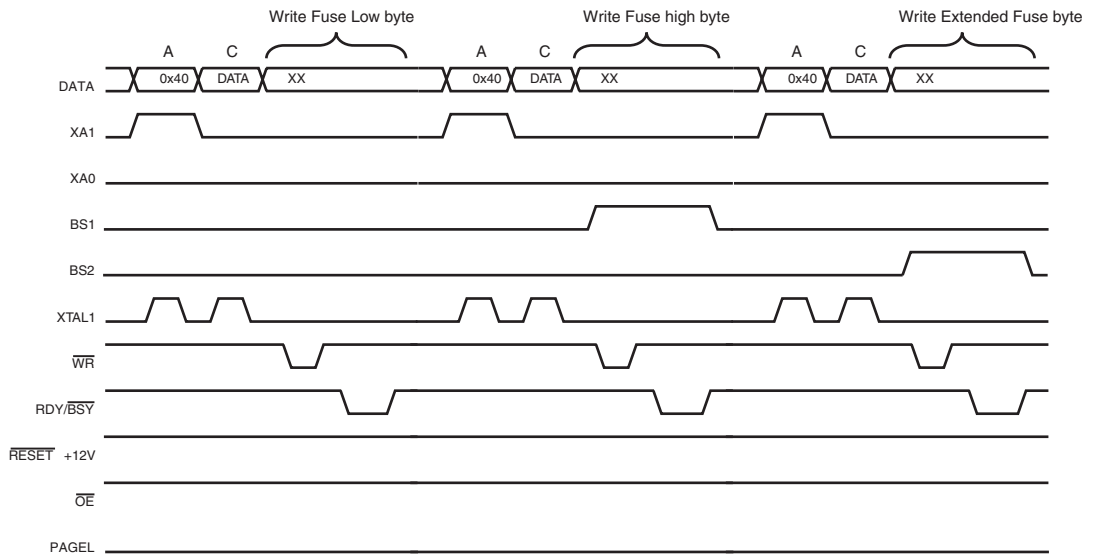 Write Fuse Low byte Write Fuse high byte Write Extended Fuse byte
A C A C A C
DATA 0x40 DATA XX 0x40 DATA XX 0x40 DATA XX
XA1
XA0
BS1
BS2
XTAL1
WR
RDY/BSY
RESET +12V
OE
PAGEL